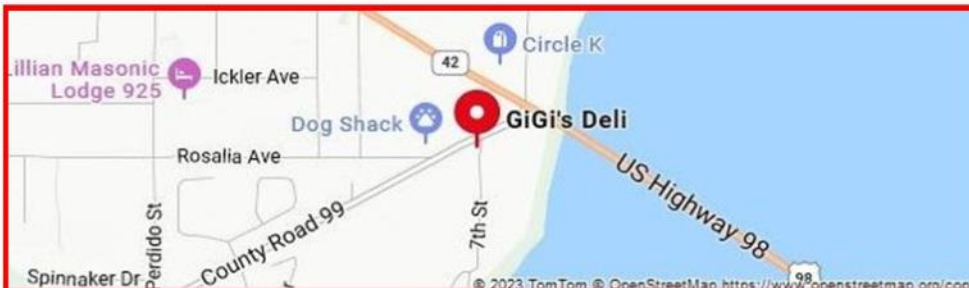 Circle K
42
Lillian Masonic
Lodge 925
Ickler Ave
Dog Shack
GiGi's Deli
Rosalia Ave
US Highway 98
County Road 99
7th St
Perdido St
Spinnaker Dr
98
© 2023 TomTom © OpenStreetMap https://www.openstreetmap.org/cop